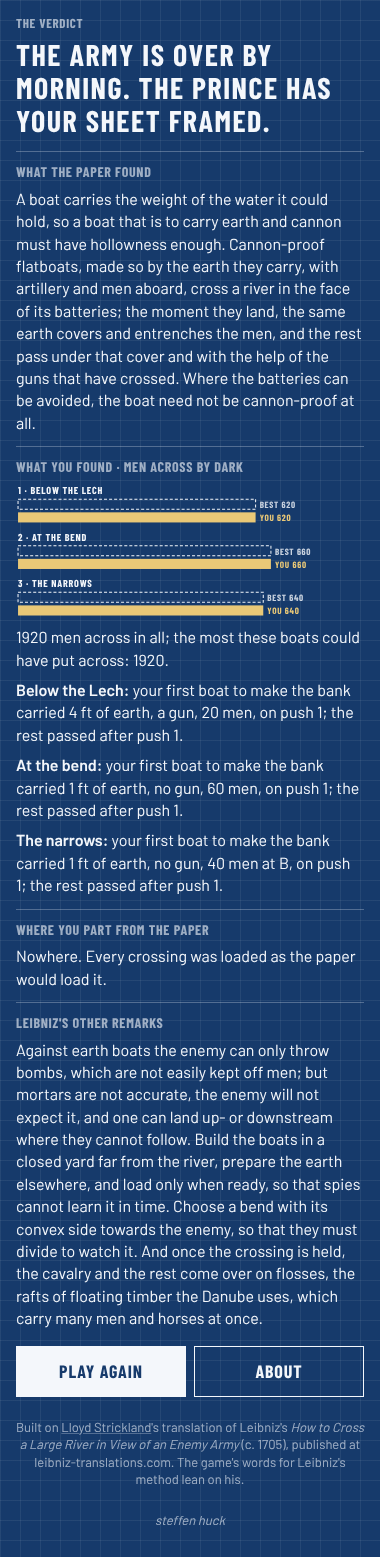 THE VERDICT
THE ARMY IS OVER BY
MORNING. THE PRINCE HAS
YOUR SHEET FRAMED.
WHAT THE PAPER FOUND
A boat carries the weight of the water it could
hold, so a boat that is to carry earth and cannon
must have hollowness enough. Cannon-proof
flatboats, made so by the earth they carry, with
artillery and men aboard, cross a river in the face
of its batteries; the moment they land, the same
earth covers and entrenches the men, and the rest
pass under that cover and with the help of the
guns that have crossed. Where the batteries can
be avoided, the boat need not be cannon-proof at
all.
WHAT YOU FOUND · MEN ACROSS BY DARK
1 · BELOW THE LECH
BEST 620
YOU 620
2 · AT THE BEND
BEST 660
YOU 660
3 · THE NARROWS
BEST 640
YOU 640
1920 men across in all; the most these boats could
have put across: 1920.
Below the Lech: your first boat to make the bank
carried 4 ft of earth, a gun, 20 men, on push 1; the
rest passed after push 1.
At the bend: your first boat to make the bank
carried 1 ft of earth, no gun, 60 men, on push 1; the
rest passed after push 1.
The narrows: your first boat to make the bank
carried 1 ft of earth, no gun, 40 men at B, on push
1; the rest passed after push 1.
WHERE YOU PART FROM THE PAPER
Nowhere. Every crossing was loaded as the paper
would load it.
LEIBNIZ'S OTHER REMARKS
Against earth boats the enemy can only throw
bombs, which are not easily kept off men; but
mortars are not accurate, the enemy will not
expect it, and one can land up- or downstream
where they cannot follow. Build the boats in a
closed yard far from the river, prepare the earth
elsewhere, and load only when ready, so that spies
cannot learn it in time. Choose a bend with its
convex side towards the enemy, so that they must
divide to watch it. And once the crossing is held,
the cavalry and the rest come over on flosses, the
rafts of floating timber the Danube uses, which
carry many men and horses at once.
PLAY AGAIN
ABOUT
Built on Lloyd Strickland's translation of Leibniz's How to Cross
a Large River in View of an Enemy Army (c. 1705), published at
leibniz-translations.com. The game's words for Leibniz's
method lean on his.
steffen huck